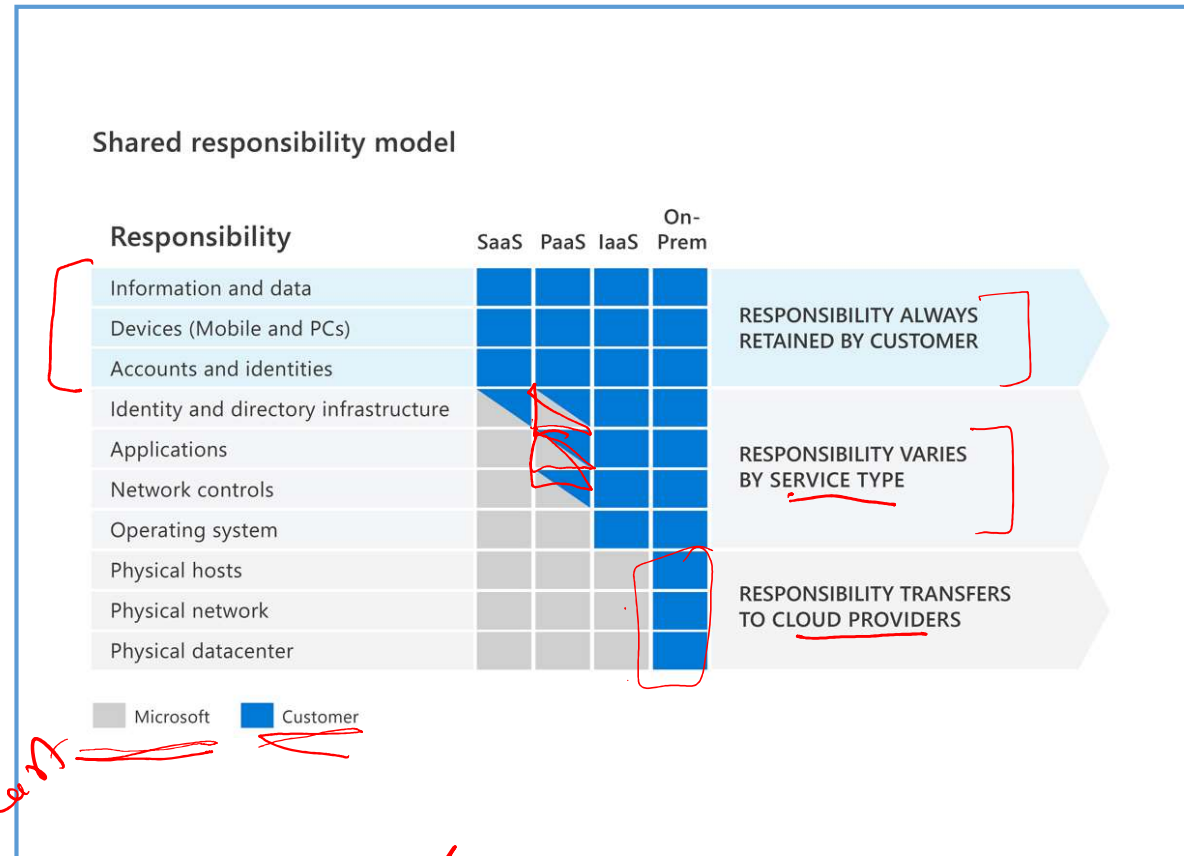 Shared responsibility model
Responsibility
SaaS PaaS IaaS On-Prem
Information and data
Devices (Mobile and PCs)
Accounts and identities
RESPONSIBILITY ALWAYS
RETAINED BY CUSTOMER
Identity and directory infrastructure
Applications
Network controls
Operating system
RESPONSIBILITY VARIES
BY SERVICE TYPE
Physical hosts
Physical network
Physical datacenter
RESPONSIBILITY TRANSFERS
TO CLOUD PROVIDERS
Microsoft Customer